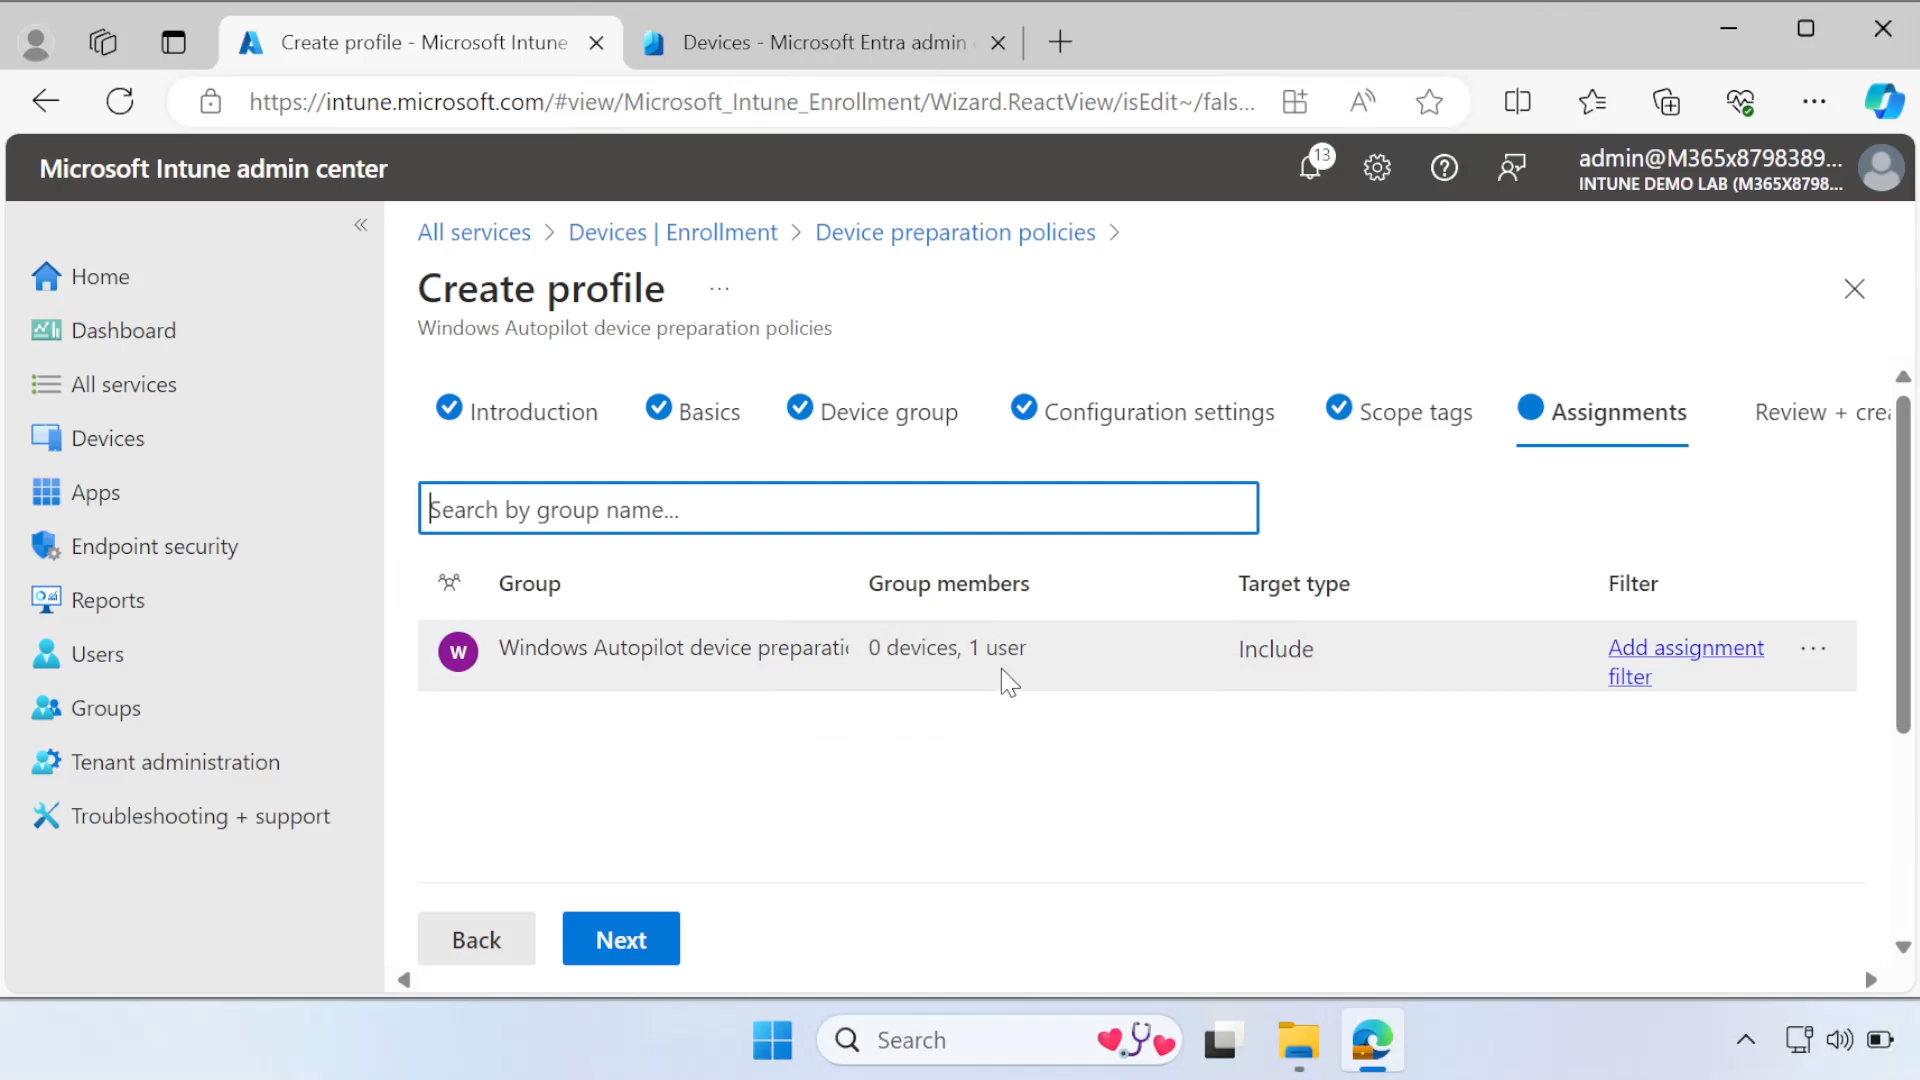 Create profile - Microsoft Intune
Devices - Microsoft Entra admin
https://intune.microsoft.com/#view/Microsoft_Intune_Enrollment/Wizard.ReactView/isEdit~/fals...
Microsoft Intune admin center
13
admin@M365x8798389...
INTUNE DEMO LAB (M365X8798...
All services > Devices | Enrollment > Device preparation policies >
Create profile ...
Windows Autopilot device preparation policies
Home
Dashboard
All services
Devices
Apps
Endpoint security
Reports
Users
Groups
Tenant administration
Troubleshooting + support
Introduction Basics Device group Configuration settings Scope tags Assignments Review + crea
Search by group name...
Group Group members Target type Filter
W Windows Autopilot device preparatio 0 devices, 1 user Include Add assignment
filter
Back Next
Search